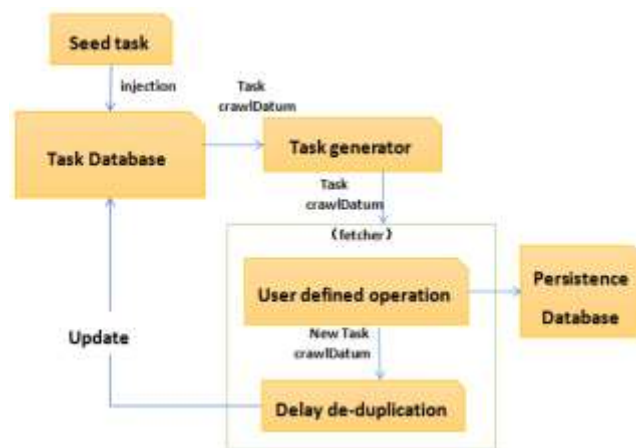 Seed task
injection
Task
crawlDatum
Task Database
Task generator
Task
crawlDatum
(fetcher)
User defined operation
Persistence
Database
New Task
crawlDatum
Update
Delay de-duplication